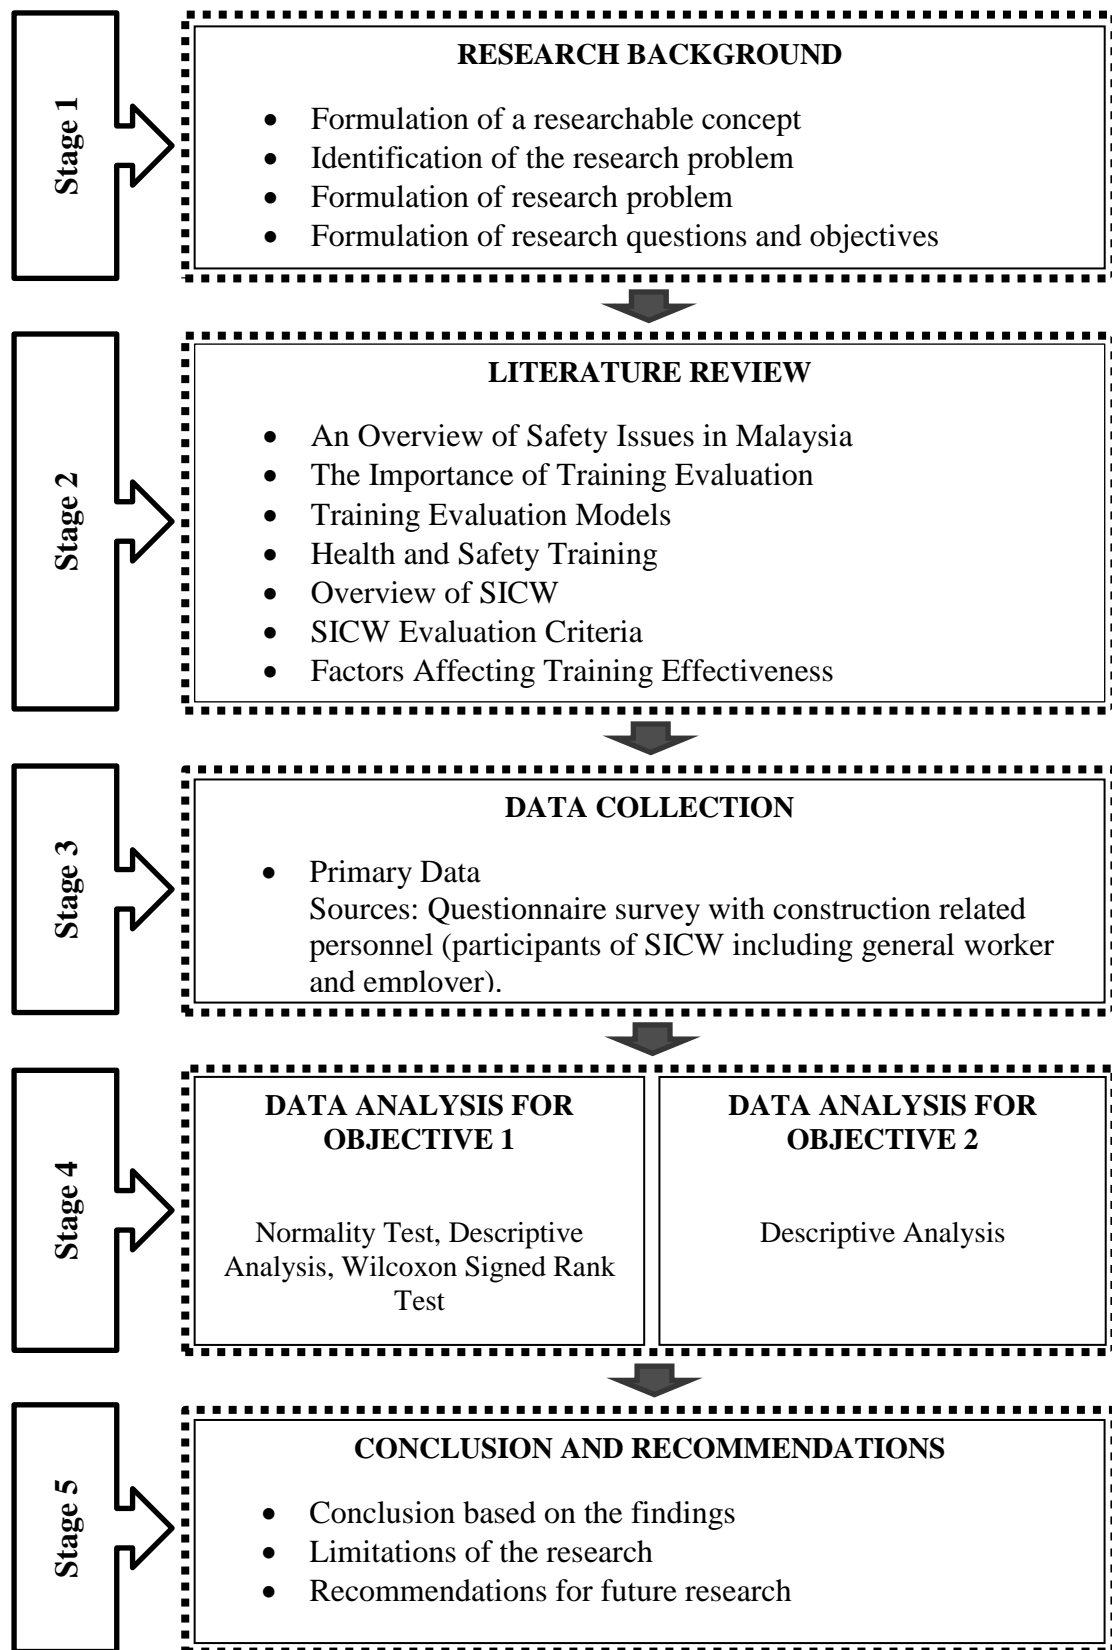 Stage 1
RESEARCH BACKGROUND
• Formulation of a researchable concept
• Identification of the research problem
• Formulation of research problem
• Formulation of research questions and objectives
Stage 2
LITERATURE REVIEW
• An Overview of Safety Issues in Malaysia
• The Importance of Training Evaluation
• Training Evaluation Models
• Health and Safety Training
• Overview of SICW
• SICW Evaluation Criteria
• Factors Affecting Training Effectiveness
Stage 3
DATA COLLECTION
• Primary Data
Sources: Questionnaire survey with construction related
personnel (participants of SICW including general worker
and employer).
Stage 4
DATA ANALYSIS FOR
OBJECTIVE 1
Normality Test, Descriptive
Analysis, Wilcoxon Signed Rank
Test
DATA ANALYSIS FOR
OBJECTIVE 2
Descriptive Analysis
Stage 5
CONCLUSION AND RECOMMENDATIONS
• Conclusion based on the findings
• Limitations of the research
• Recommendations for future research